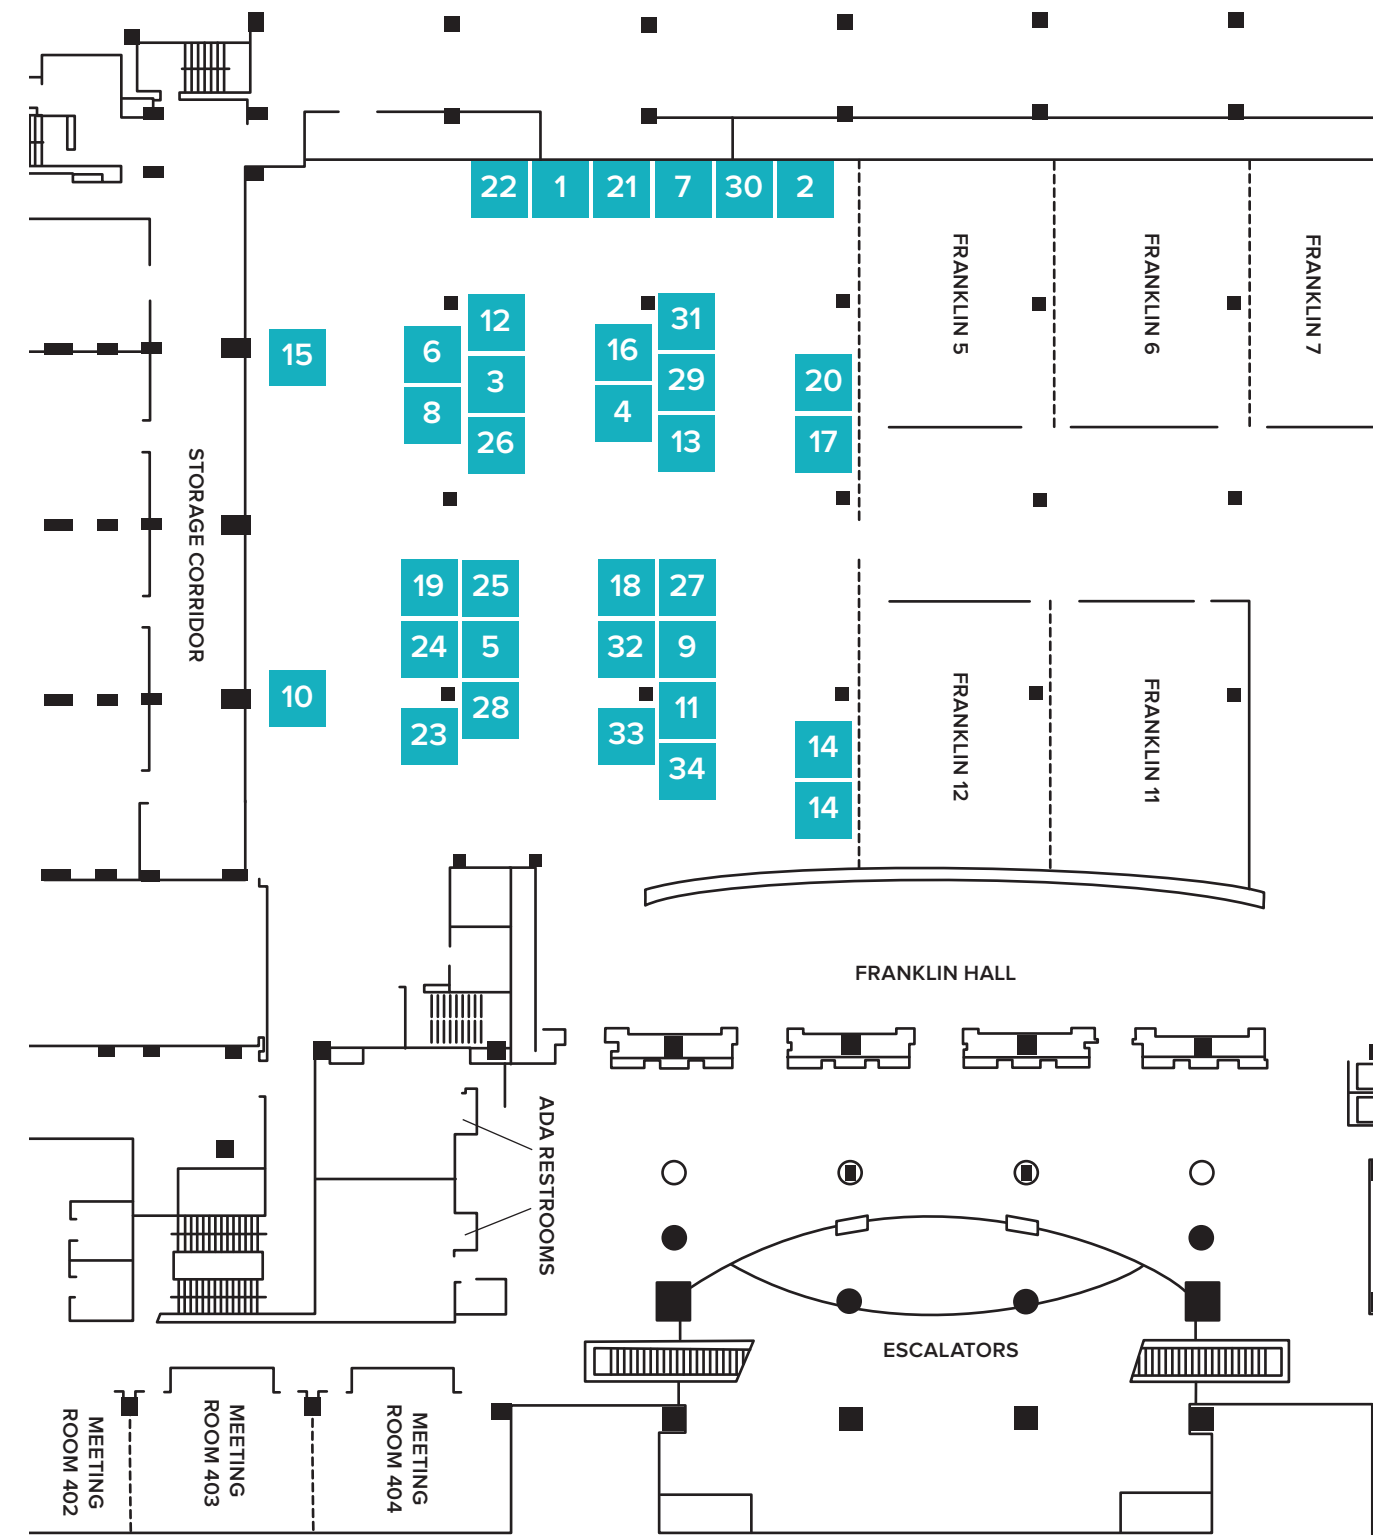 22 1 21 7 30 2
FRANKLIN 5
FRANKLIN 6
FRANKLIN 7
15
12
6
3
8
26
31
16
29
4
13
20
17
STORAGE CORRIDOR
19 25
24 5
28
23
18 27
32 9
11
33
34
10
14
14
FRANKLIN 12
FRANKLIN 11
FRANKLIN HALL
ADA RESTROOMS
ESCALATORS
MEETING
ROOM 402
MEETING
ROOM 403
MEETING
ROOM 404